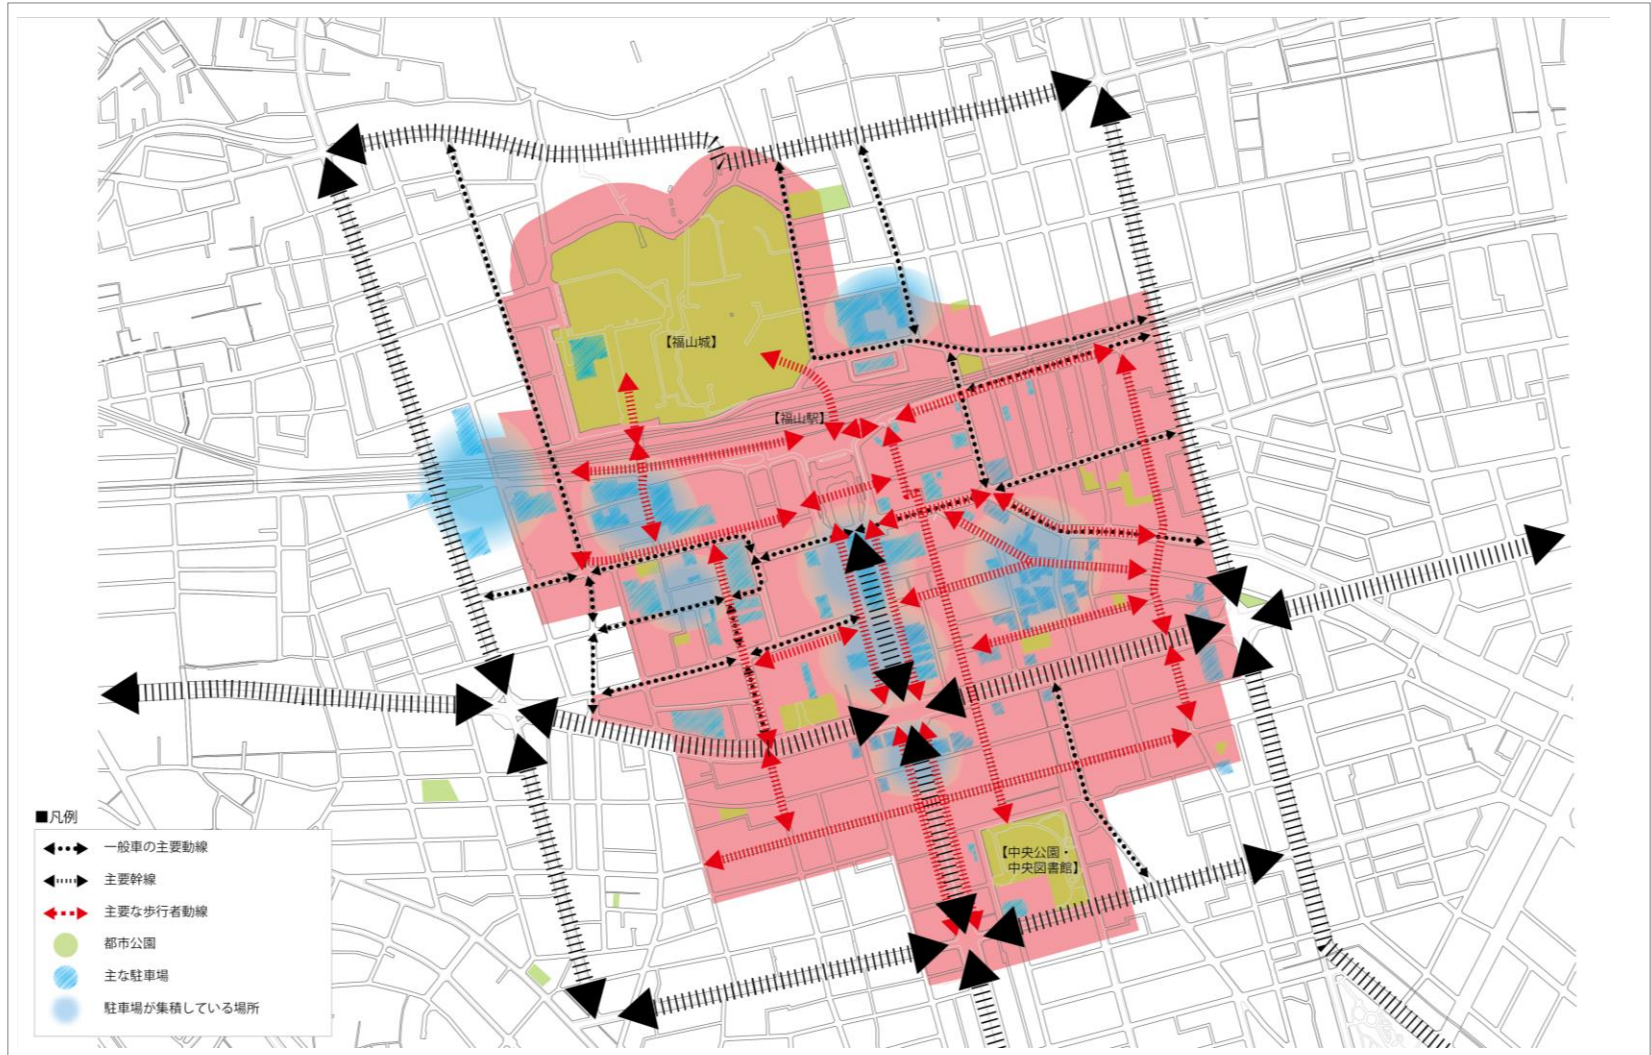 【福山城】
【福山駅】
【中央公園・
中央図書館】
■凡例
一般車の主要動線
主要幹線
主要な歩行者動線
都市公園
主な駐車場
駐車場が集積している場所